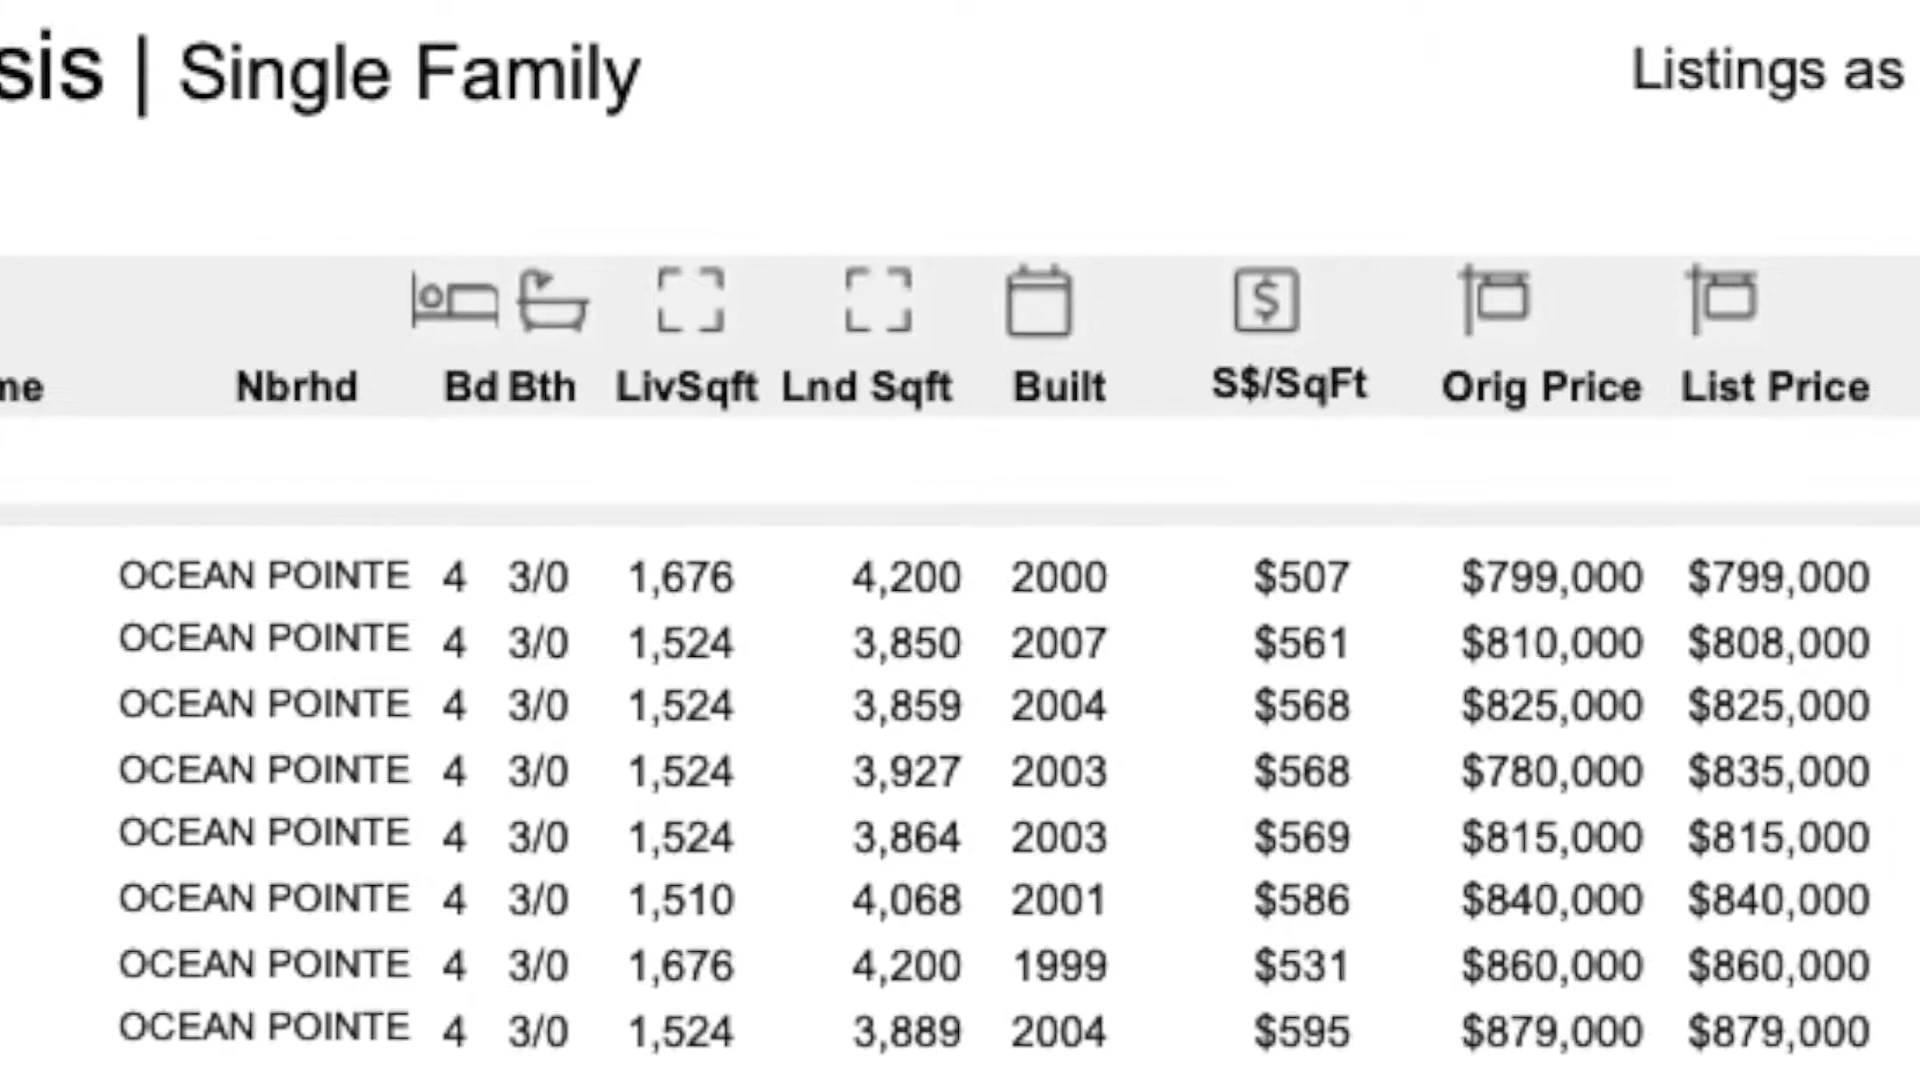 sis | Single Family
Listings as
me Nbrhd Bd Bth LivSqft Lnd Sqft Built S$/SqFt Orig Price List Price
OCEAN POINTE 4 3/0 1,676 4,200 2000 $507 $799,000 $799,000
OCEAN POINTE 4 3/0 1,524 3,850 2007 $561 $810,000 $808,000
OCEAN POINTE 4 3/0 1,524 3,859 2004 $568 $825,000 $825,000
OCEAN POINTE 4 3/0 1,524 3,927 2003 $568 $780,000 $835,000
OCEAN POINTE 4 3/0 1,524 3,864 2003 $569 $815,000 $815,000
OCEAN POINTE 4 3/0 1,510 4,068 2001 $586 $840,000 $840,000
OCEAN POINTE 4 3/0 1,676 4,200 1999 $531 $860,000 $860,000
OCEAN POINTE 4 3/0 1,524 3,889 2004 $595 $879,000 $879,000